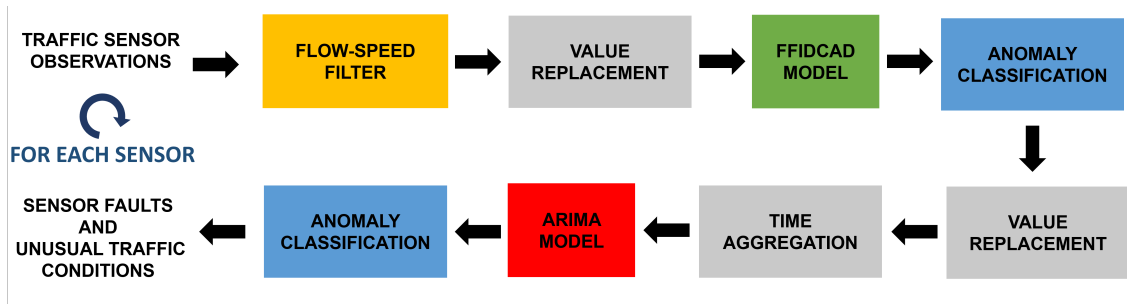 TRAFFIC SENSOR
OBSERVATIONS
FLOW-SPEED
FILTER
VALUE
REPLACEMENT
FFIDCAD
MODEL
ANOMALY
CLASSIFICATION
FOR EACH SENSOR
SENSOR FAULTS
AND
UNUSUAL TRAFFIC
CONDITIONS
ANOMALY
CLASSIFICATION
ARIMA
MODEL
TIME
AGGREGATION
VALUE
REPLACEMENT